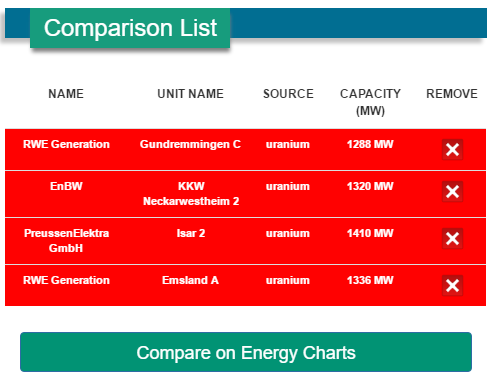 Comparison List
NAME UNIT NAME SOURCE CAPACITY (MW) REMOVE
RWE Generation Gundremmingen C uranium 1288 MW
EnBW KKW Neckarwestheim 2 uranium 1320 MW
PreussenElektra GmbH Isar 2 uranium 1410 MW
RWE Generation Emsland A uranium 1336 MW
Compare on Energy Charts